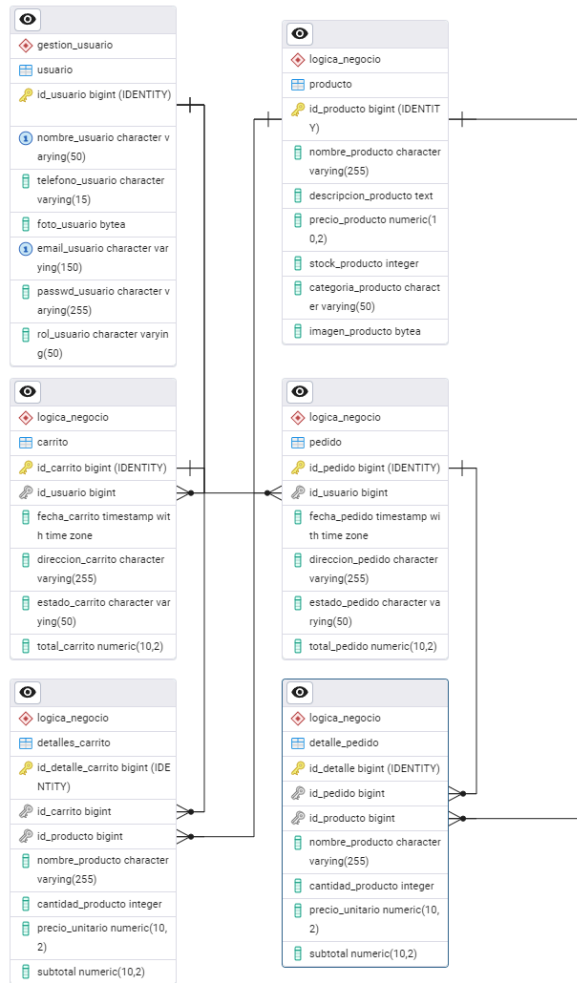 gestion_usuario
usuario
id_usuario bigint (IDENTITY)
nombre_usuario character v
arying(50)
telefono_usuario character
varying(15)
foto_usuario bytea
email_usuario character var
ying(150)
passwd_usuario character v
arying(255)
rol_usuario character varyin
g(50)
logica_negocio
producto
id_producto bigint (IDENTIT
Y)
nombre_producto character
varying(255)
descripcion_producto text
precio_producto numeric(1
0,2)
stock_producto integer
categoria_producto charact
er varying(50)
imagen_producto bytea
logica_negocio
carrito
id_carrito bigint (IDENTITY)
id_usuario bigint
fecha_carrito timestamp wit
h time zone
direccion_carrito character
varying(255)
estado_carrito character var
ying(50)
total_carrito numeric(10,2)
logica_negocio
pedido
id_pedido bigint (IDENTITY)
id_usuario bigint
fecha_pedido timestamp wi
th time zone
direccion_pedido character
varying(255)
estado_pedido character va
rying(50)
total_pedido numeric(10,2)
logica_negocio
detalles_carrito
id_detalle_carrito bigint (IDE
NTITY)
id_carrito bigint
id_producto bigint
nombre_producto character
varying(255)
cantidad_producto integer
precio_unitario numeric(10,
2)
subtotal numeric(10,2)
logica_negocio
detalle_pedido
id_detalle bigint (IDENTITY)
id_pedido bigint
id_producto bigint
nombre_producto character
varying(255)
cantidad_producto integer
precio_unitario numeric(10,
2)
subtotal numeric(10,2)